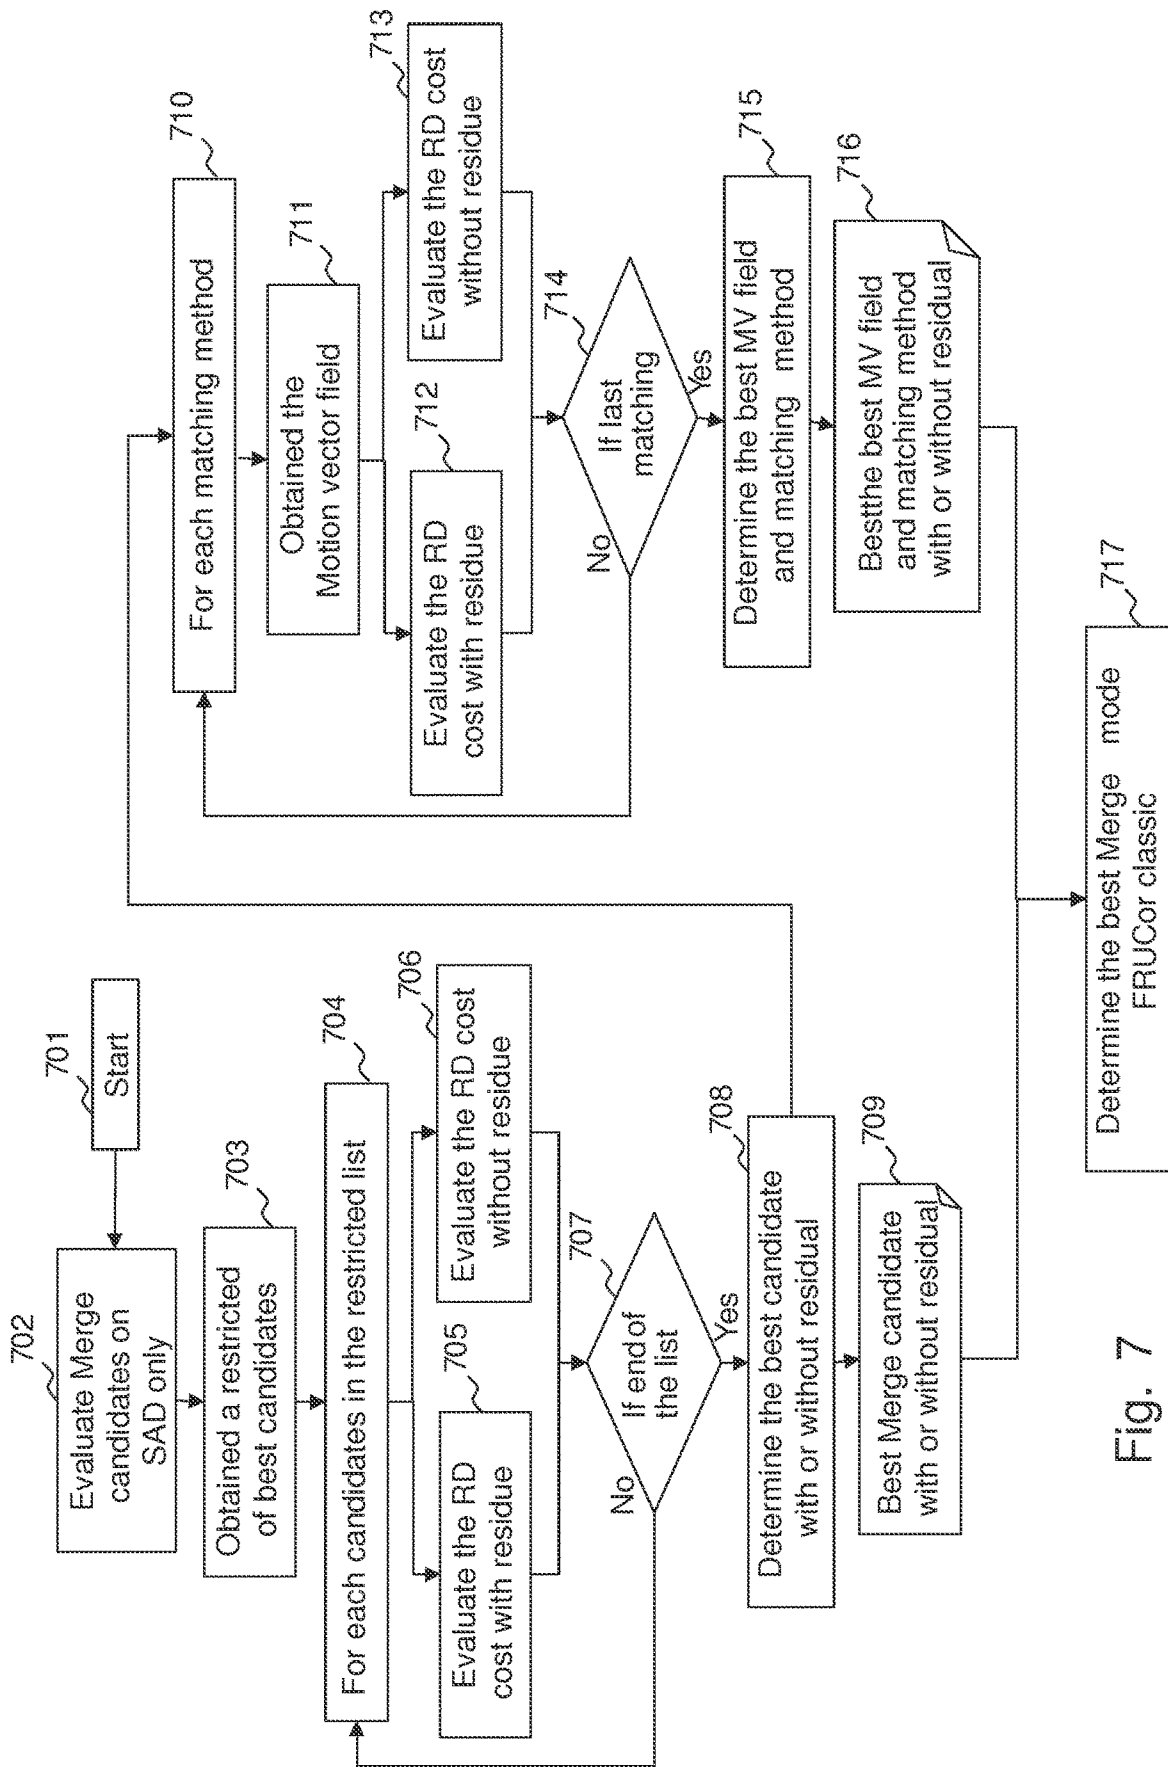 701
Start
702
Evaluate Merge
candidates on
SAD only
703
Obtained a restricted
of best candidates
704
For each candidates in the restricted list
705
Evaluate the RD
cost with residue
706
Evaluate the RD cost
without residue
707
If end of
the list
No
Yes
708
Determine the best candidate
with or without residual
709
Best Merge candidate
with or without residual
710
For each matching method
711
Obtained the
Motion vector field
712
Evaluate the RD
cost with residue
713
Evaluate the RD cost
without residue
714
If last
matching
No
Yes
715
Determine the best MV field
and matching method
716
Bestthe best MV field
and matching method
with or without residual
717
Determine the best Merge mode
FRUCor classic
Fig. 7